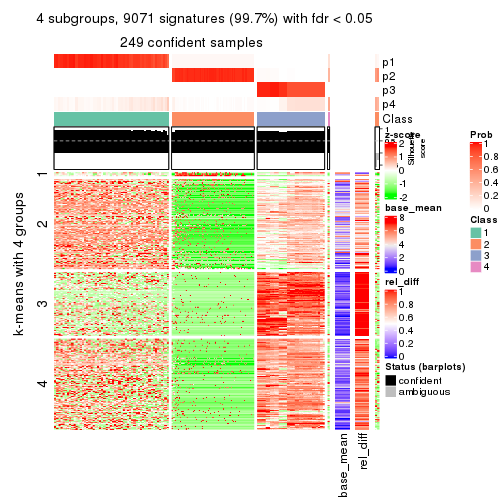 4 subgroups, 9071 signatures (99.7%) with fdr < 0.05
249 confident samples
p1
p2
p3
p4
Class
1
Silhouette
score
k-means with 4 groups
1
2
3
4
z-score
2
1
0
-1
-2
base_mean
8
6
4
2
0
rel_diff
1
0.8
0.6
0.4
0.2
0
Status (barplots)
confident
ambiguous
Prob
1
0.8
0.6
0.4
0.2
0
Class
1
2
3
4
base_mean
rel_diff